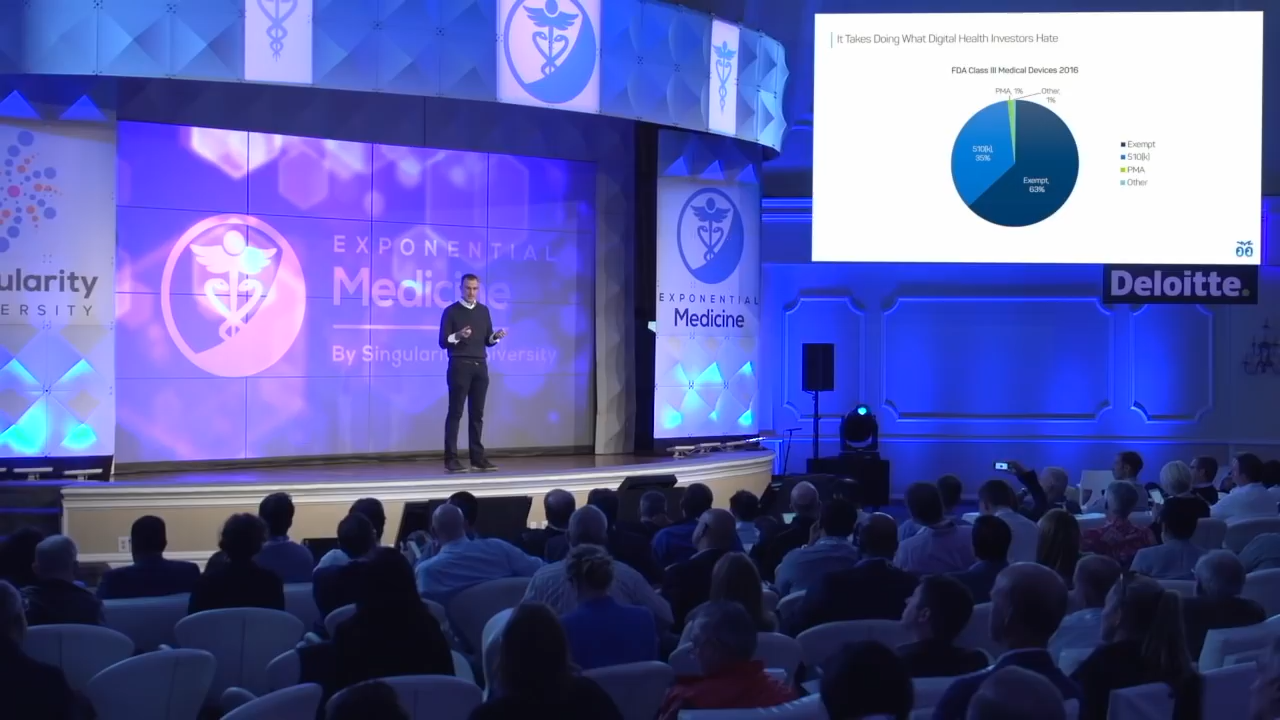 It Takes Doing What Digital Health Investors Hate
FDA Class III Medical Devices 2016
PMA, 1%
Other,
1%
510(k),
35%
Exempt,
63%
Exempt
510(k)
PMA
Other
Deloitte.
EXPONENTIAL
Medicine
By Singularity University
EXPONENTIAL
Medicine
ularity
ERSITY